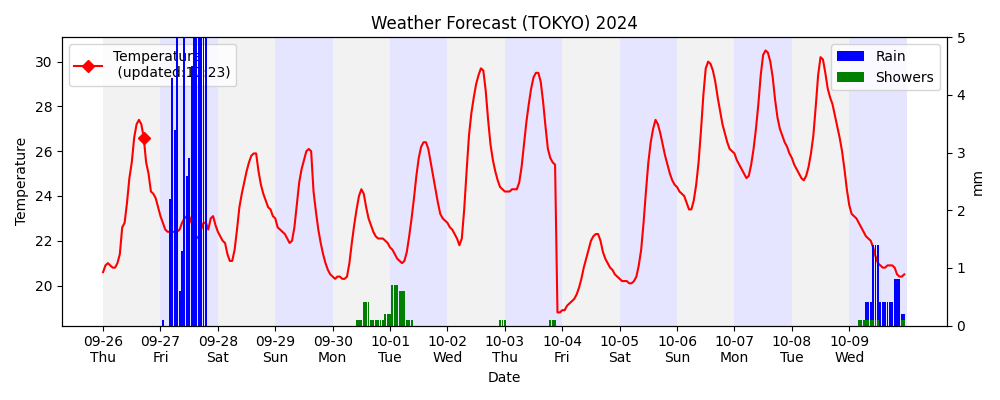 Weather Forecast (TOKYO) 2024
Temperature
30
28
26
24
22
20
Temperature
(updated:
23)
Rain
Showers
5
4
3
2
1
0
mm
09-26 09-27 09-28 09-29 09-30 10-01 10-02 10-03 10-04 10-05 10-06 10-07 10-08 10-09
Thu Fri Sat Sun Mon Tue Wed Thu Fri Sat Sun Mon Tue Wed
Date